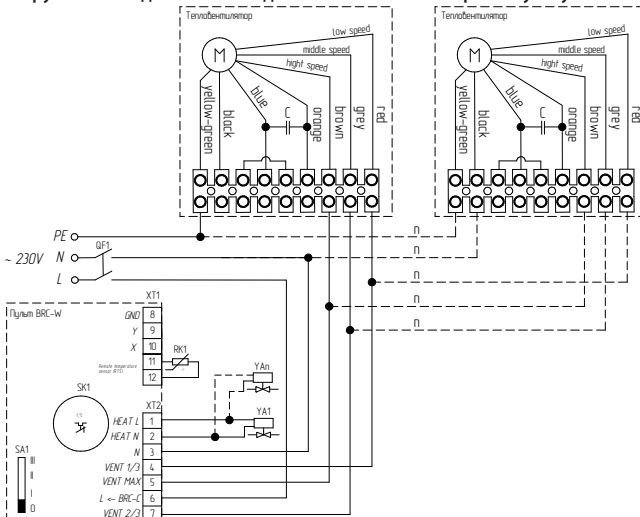 Тепловентилятор
low speed
middle speed
hight speed
M
yellow-green
black
blue
C
orange
brown
grey
red
Тепловентилятор
low speed
middle speed
hight speed
M
yellow-green
black
blue
C
orange
brown
grey
red
PE
~ 230V N
L
QF1
n
n
n
n
n
Пульт BRC-W
XT1
GND 8
Y 9
X 10
11
12
Remote temperature
sensor (RTS)
RK1
SK1
t°C
YAn
YA1
XT2
HEAT L 1
HEAT N 2
N 3
VENT 1/3 4
VENT MAX 5
L <- BRC-C 6
VENT 2/3 7
SA1
III
II
I
0